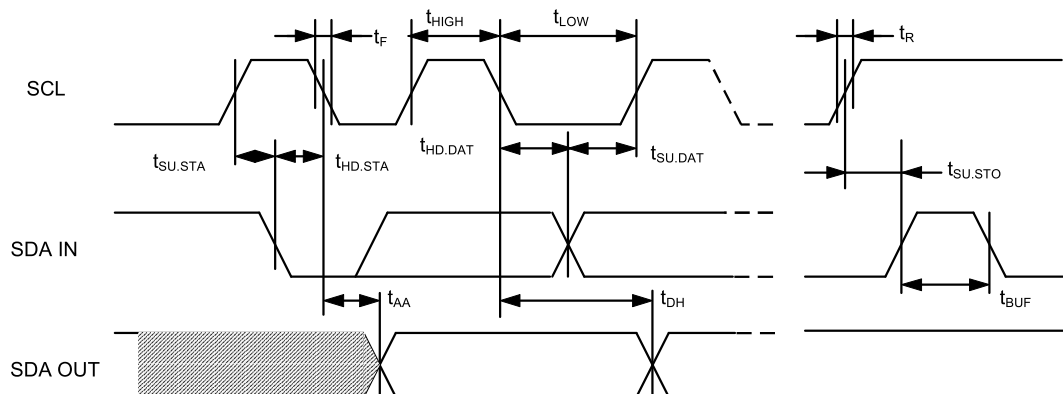 tHIGH
tLOW
tF
tR
SCL
tSU.STA
tHD.STA
tHD.DAT
tSU.DAT
tSU.STO
SDA IN
tAA
tDH
tBUF
SDA OUT